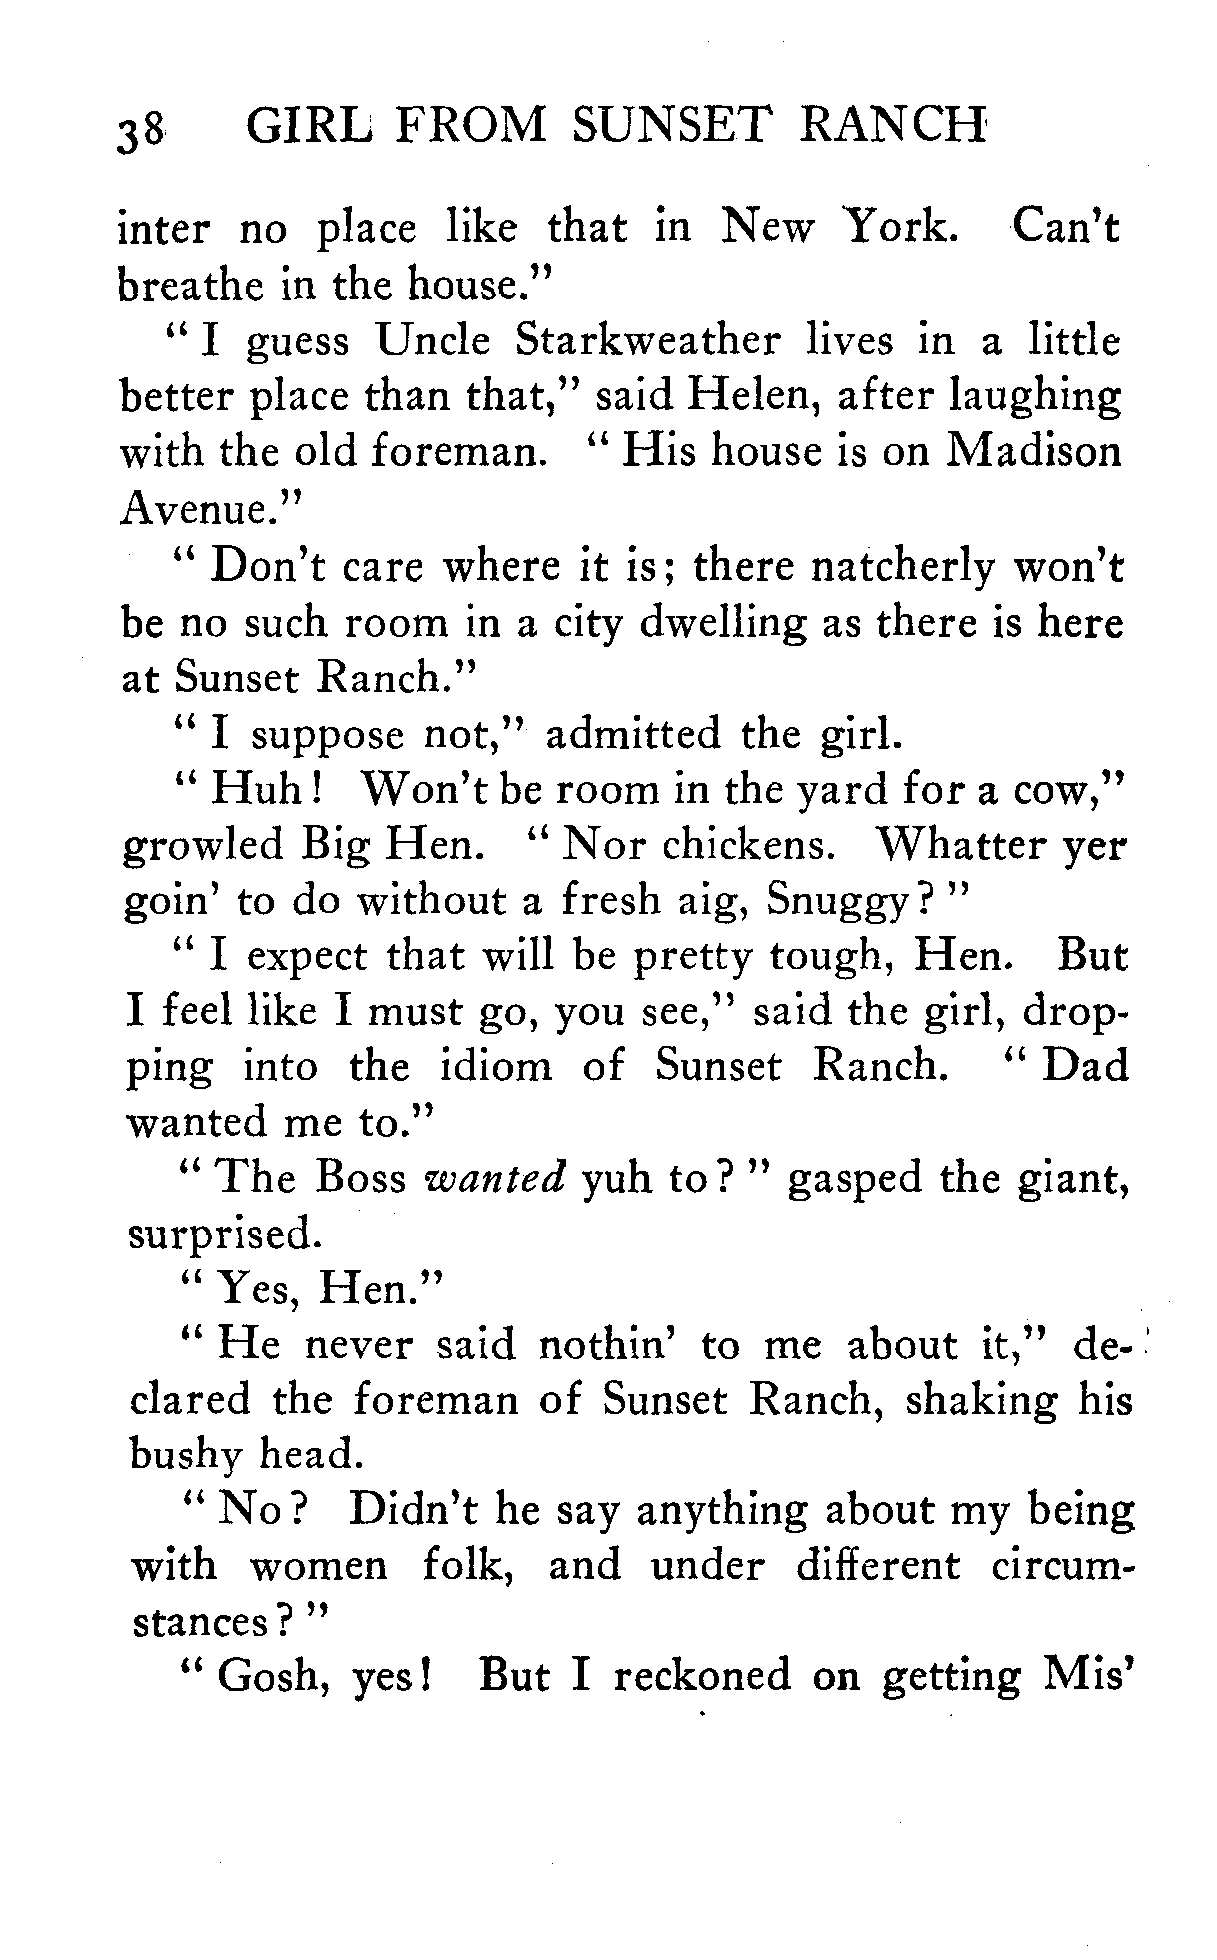 38 GIRL FROM SUNSET RANCH
inter no place like that in New York. Can't
breathe in the house."
" I guess Uncle Starkweather lives in a little
better place than that," said Helen, after laughing
with the old foreman. " His house is on Madison
Avenue."
" Don't care where it is; there natcherly won't
be no such room in a city dwelling as there is here
at Sunset Ranch."
" I suppose not," admitted the girl.
" Huh! Won't be room in the yard for a cow,"
growled Big Hen. " Nor chickens. Whatter yer
goin' to do without a fresh aig, Snuggy? "
" I expect that will be pretty tough, Hen. But
I feel like I must go, you see," said the girl, drop-
ping into the idiom of Sunset Ranch. " Dad
wanted me to."
" The Boss wanted yuh to? " gasped the giant,
surprised.
" Yes, Hen."
" He never said nothin' to me about it," de-
clared the foreman of Sunset Ranch, shaking his
bushy head.
" No? Didn't he say anything about my being
with women folk, and under different circum-
stances? "
" Gosh, yes! But I reckoned on getting Mis'